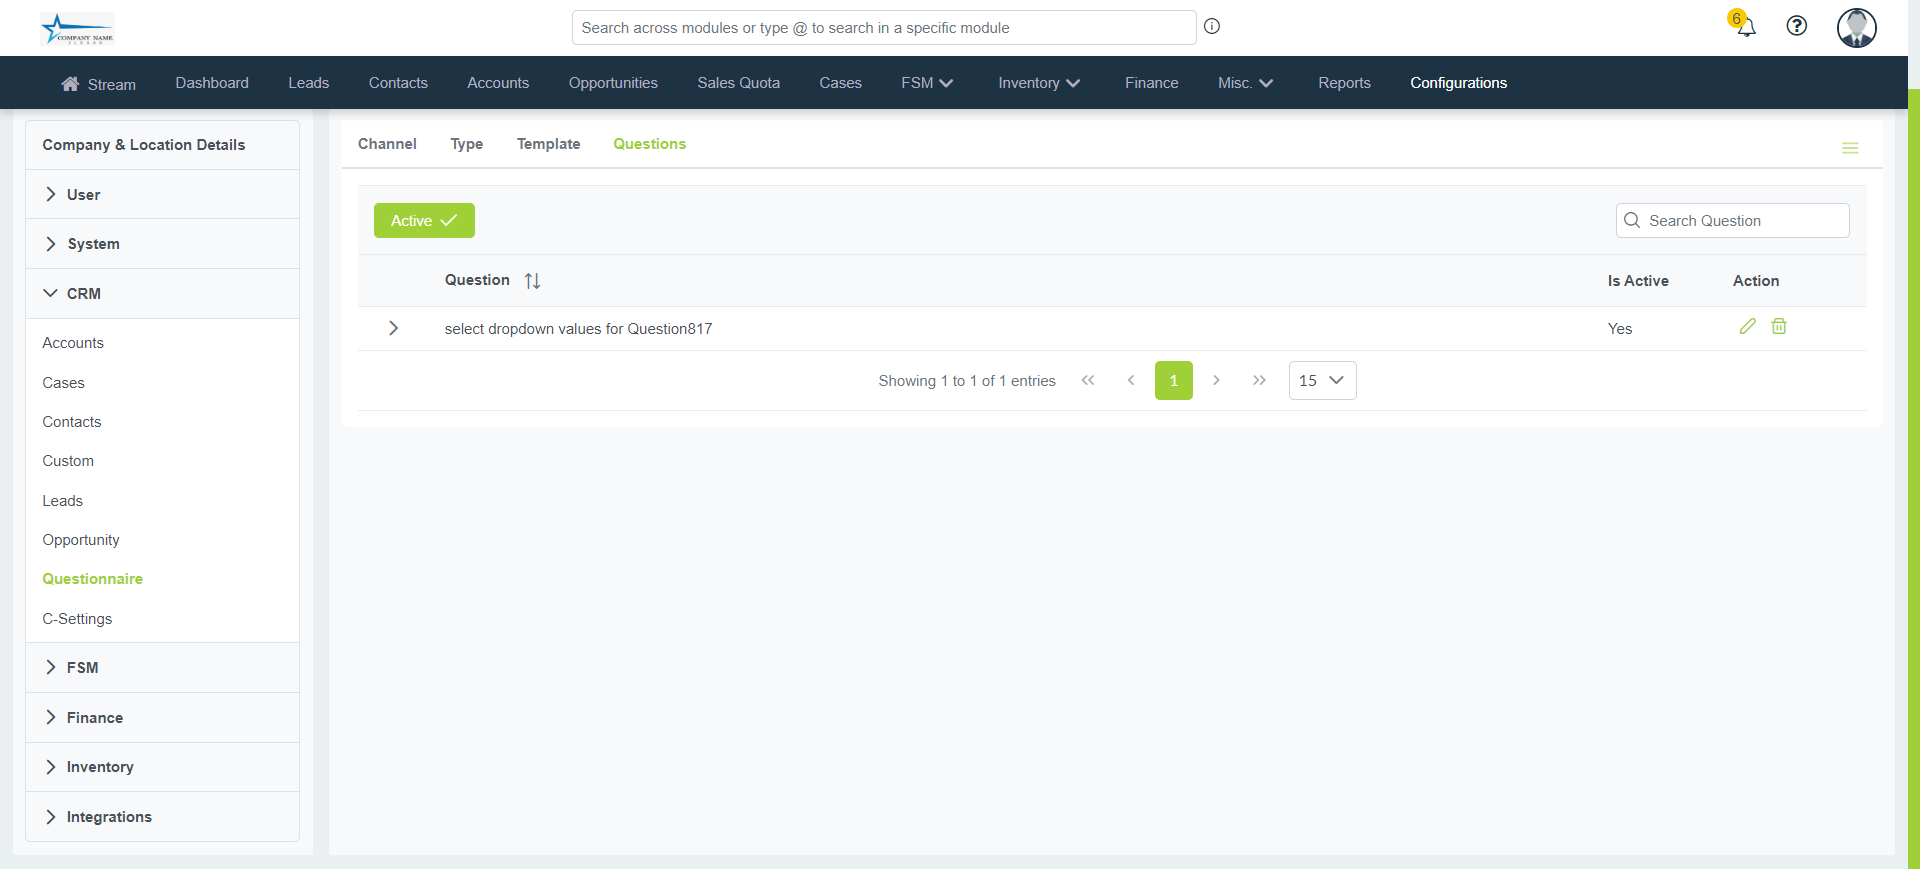 COMPANY NAME
Search across modules or type @ to search in a specific module
6
Stream Dashboard Leads Contacts Accounts Opportunities Sales Quota Cases FSM Inventory Finance Misc. Reports Configurations
Company & Location Details
User
System
CRM
Accounts
Cases
Contacts
Custom
Leads
Opportunity
Questionnaire
C-Settings
FSM
Finance
Inventory
Integrations
Channel Type Template Questions
Active
Search Question
Question Is Active Action
select dropdown values for Question817 Yes
Showing 1 to 1 of 1 entries 1 15